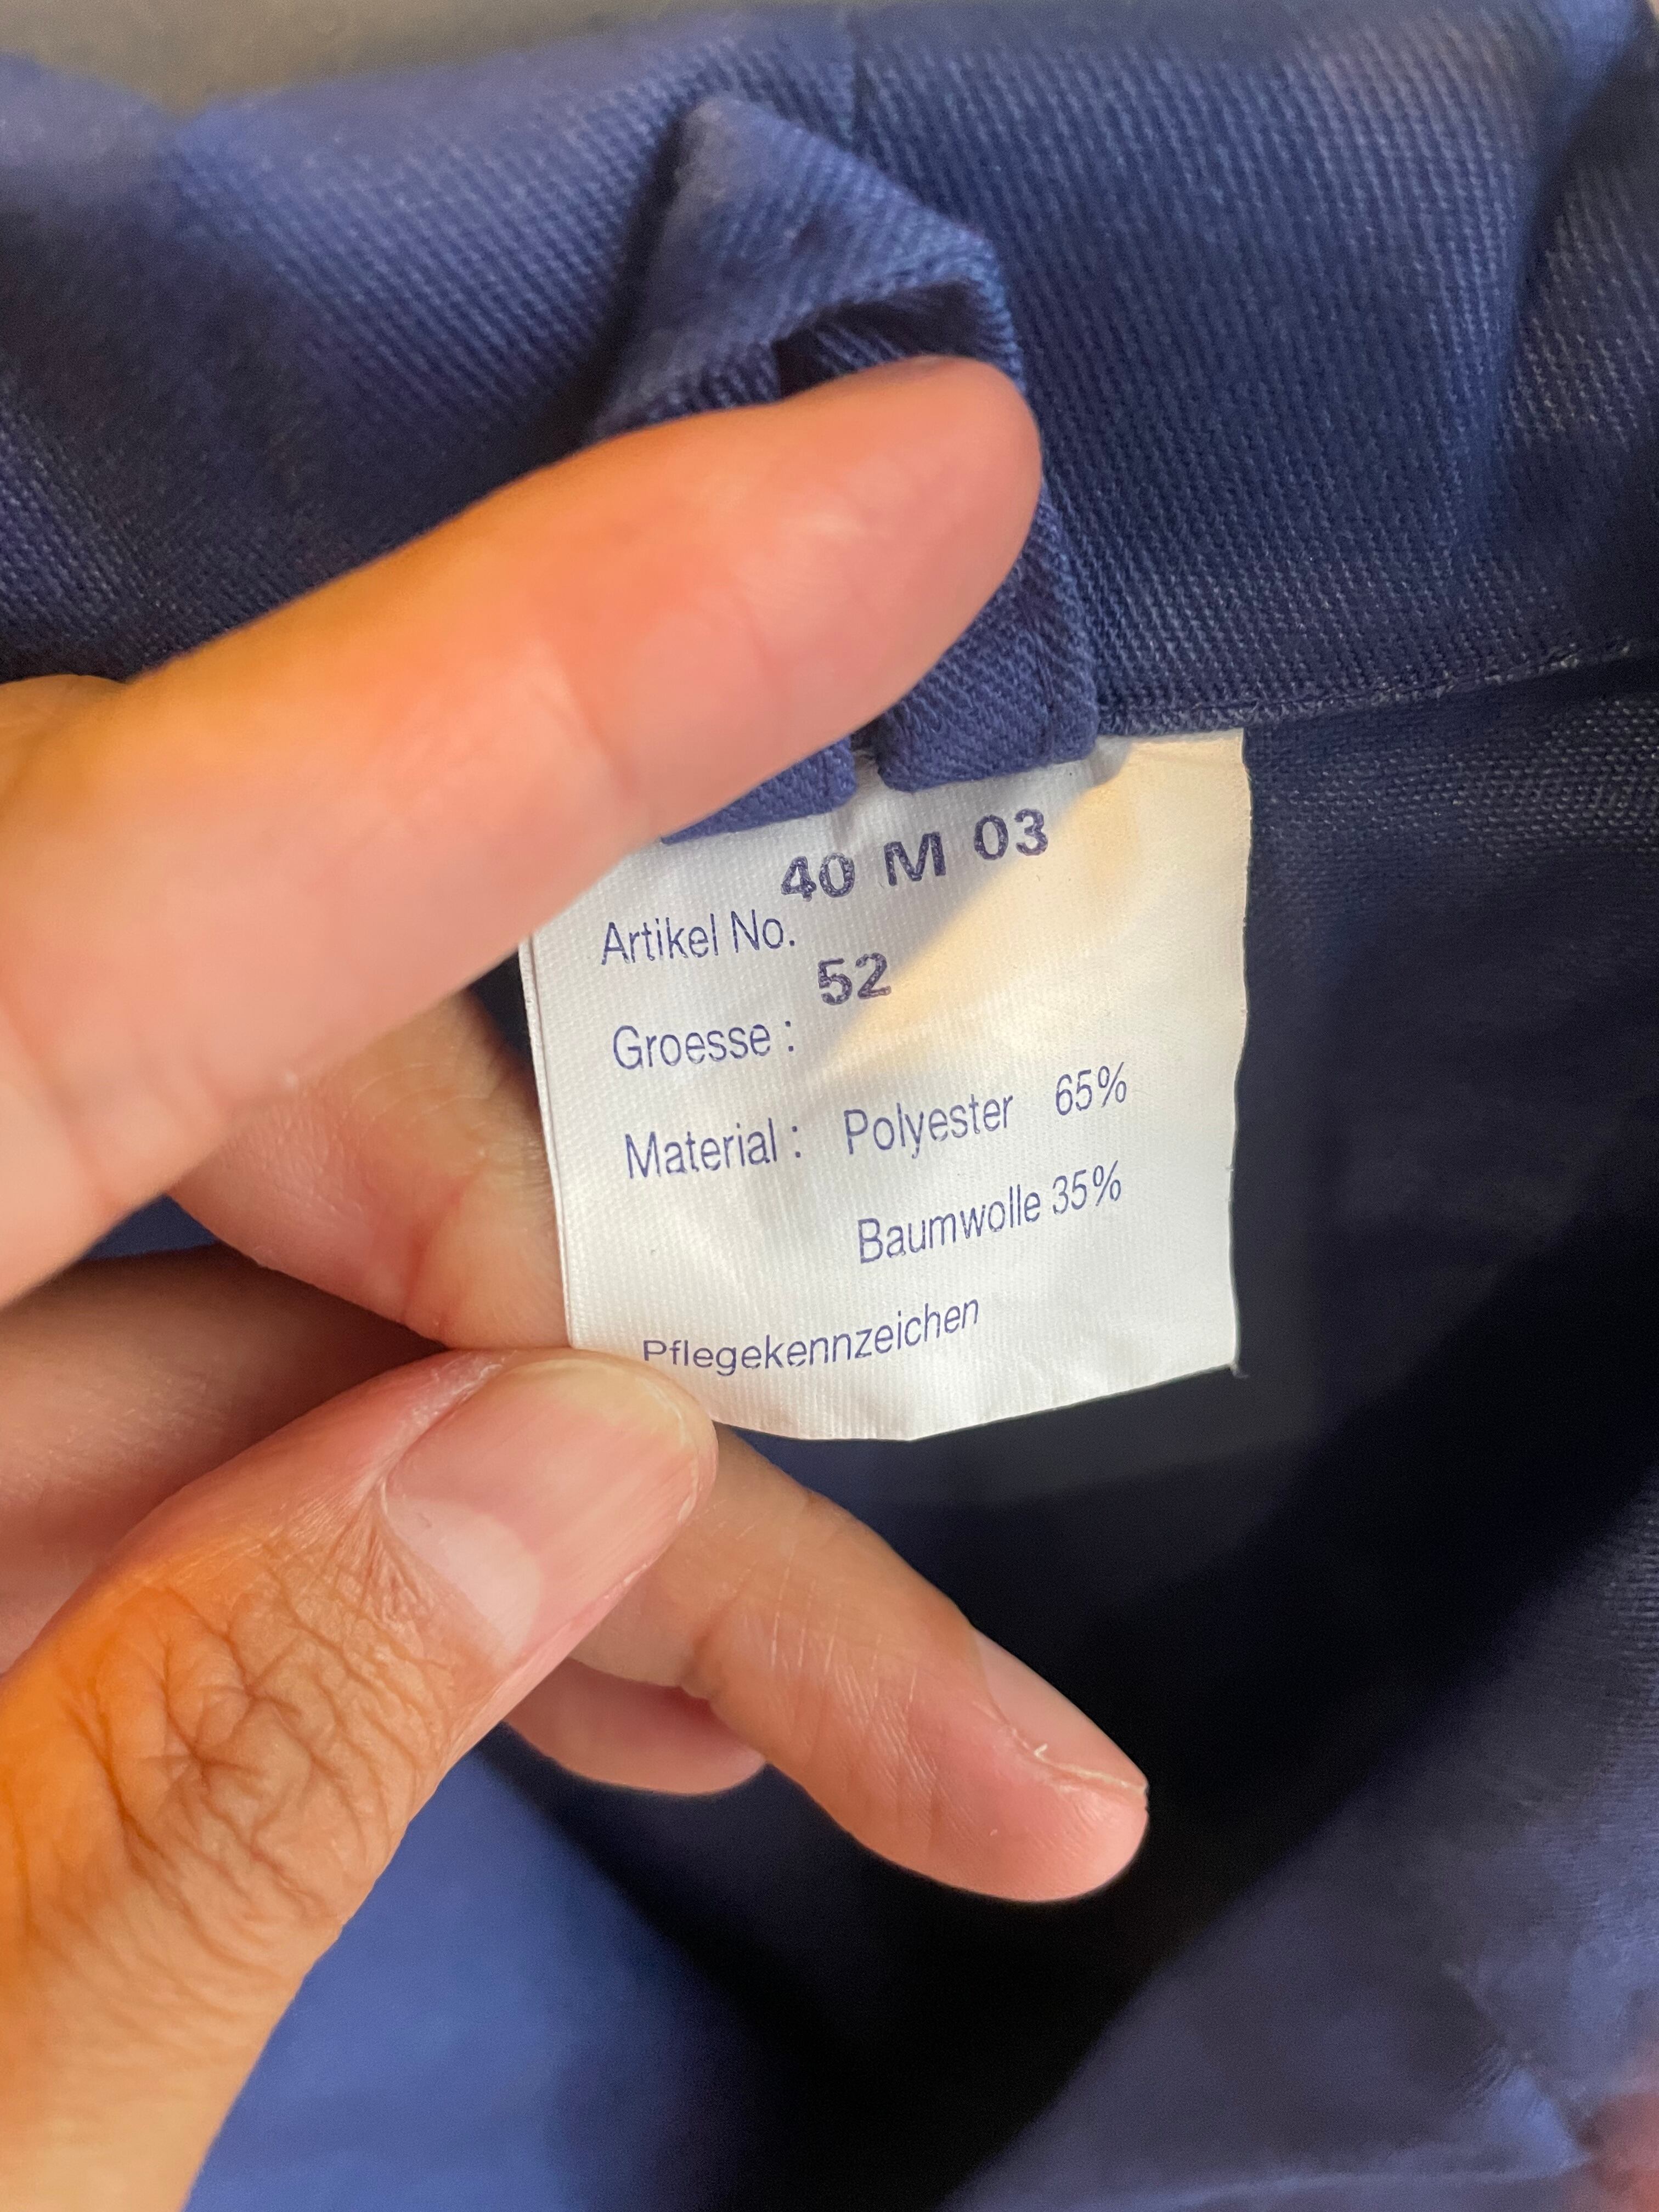 40 M 03
Artikel No.
52
Groesse :
Material : Polyester 65%
Baumwolle 35%
Pflegekennzeichen